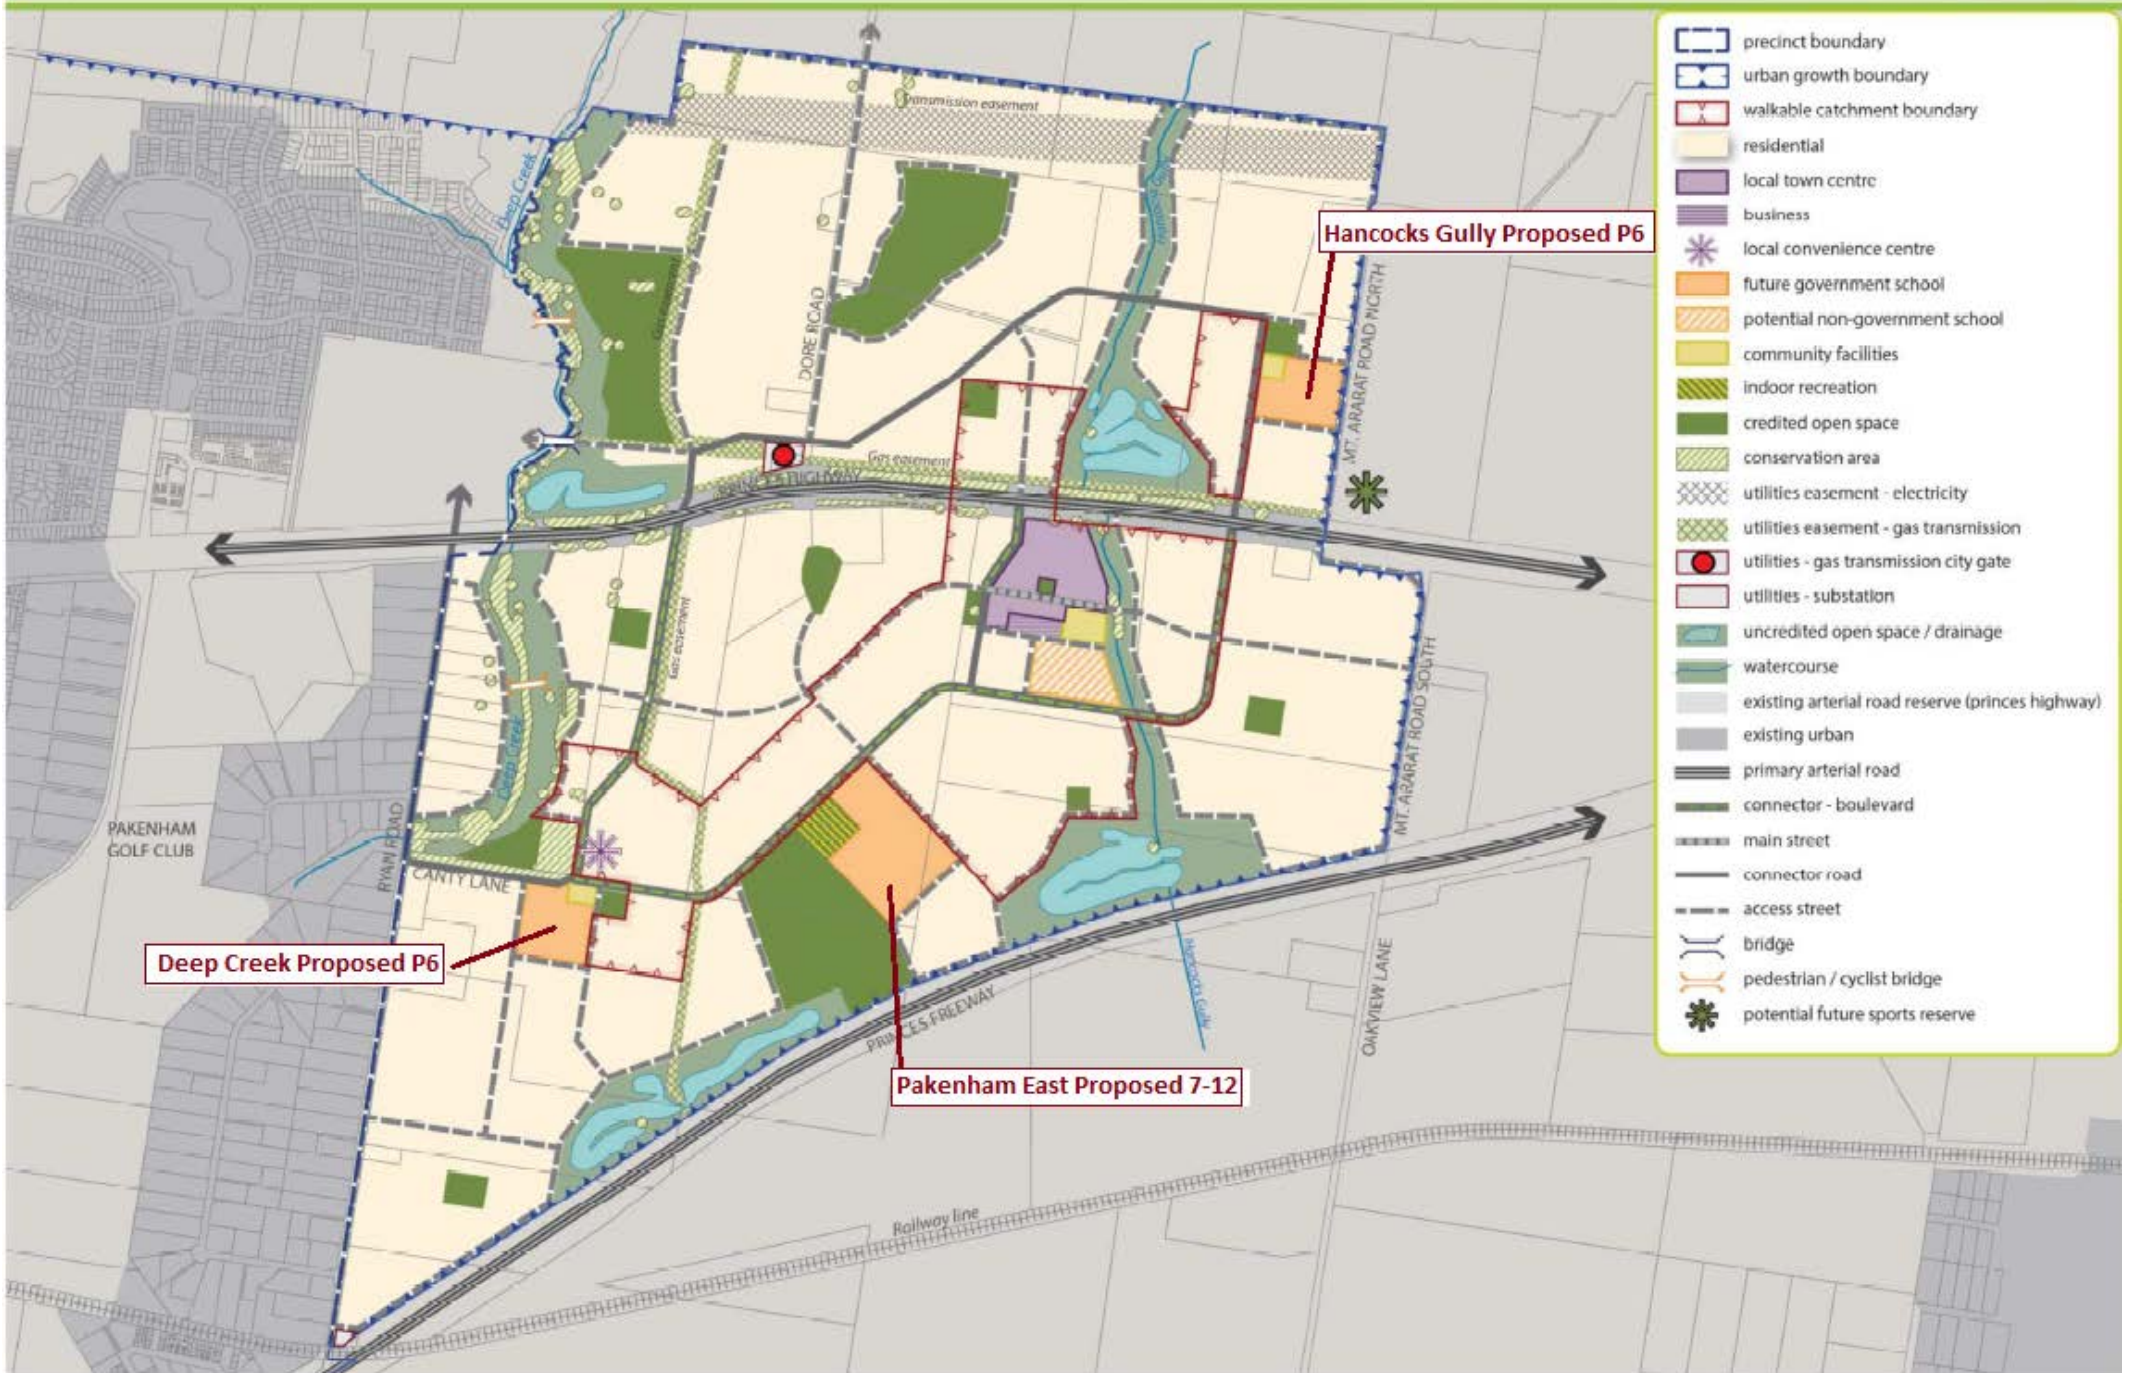 Transmission easement
Deep Creek
Gas easement
DORE ROAD
Hancocks Gully Proposed P6
MT. ARARAT ROAD NORTH
Gas easement
PRINCES HIGHWAY
Gas easement
Deep Creek
MT. ARARAT ROAD SOUTH
PAKENHAM
GOLF CLUB
RYAN ROAD
CANTY LANE
Deep Creek Proposed P6
PRINCES FREEWAY
Hancocks Gully
OAKVIEW LANE
Pakenham East Proposed 7-12
Railway line
precinct boundary
urban growth boundary
walkable catchment boundary
residential
local town centre
business
local convenience centre
future government school
potential non-government school
community facilities
indoor recreation
credited open space
conservation area
utilities easement - electricity
utilities easement - gas transmission
utilities - gas transmission city gate
utilities - substation
uncredited open space / drainage
watercourse
existing arterial road reserve (princes highway)
existing urban
primary arterial road
connector - boulevard
main street
connector road
access street
bridge
pedestrian / cyclist bridge
potential future sports reserve